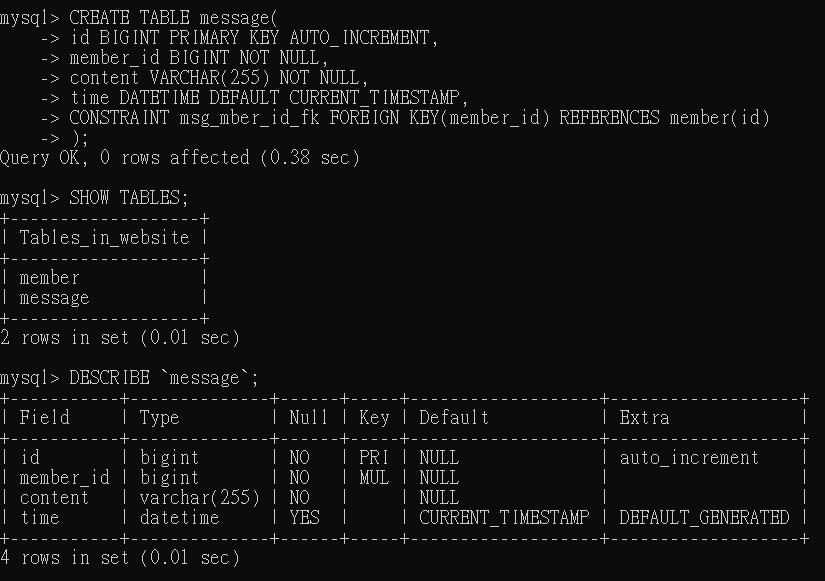 mysql> CREATE TABLE message(
    -> id BIGINT PRIMARY KEY AUTO_INCREMENT,
    -> member_id BIGINT NOT NULL,
    -> content VARCHAR(255) NOT NULL,
    -> time DATETIME DEFAULT CURRENT_TIMESTAMP,
    -> CONSTRAINT msg_mber_id_fk FOREIGN KEY(member_id) REFERENCES member(id)
    -> );
Query OK, 0 rows affected (0.38 sec)

mysql> SHOW TABLES;
+-------------------+
| Tables_in_website |
+-------------------+
| member            |
| message           |
+-------------------+
2 rows in set (0.01 sec)

mysql> DESCRIBE `message`;
+-----------+--------------+------+-----+-------------------+-------------------+
| Field     | Type         | Null | Key | Default           | Extra             |
+-----------+--------------+------+-----+-------------------+-------------------+
| id        | bigint       | NO   | PRI | NULL              | auto_increment    |
| member_id | bigint       | NO   | MUL | NULL              |                   |
| content   | varchar(255) | NO   |     | NULL              |                   |
| time      | datetime     | YES  |     | CURRENT_TIMESTAMP | DEFAULT_GENERATED |
+-----------+--------------+------+-----+-------------------+-------------------+
4 rows in set (0.01 sec)